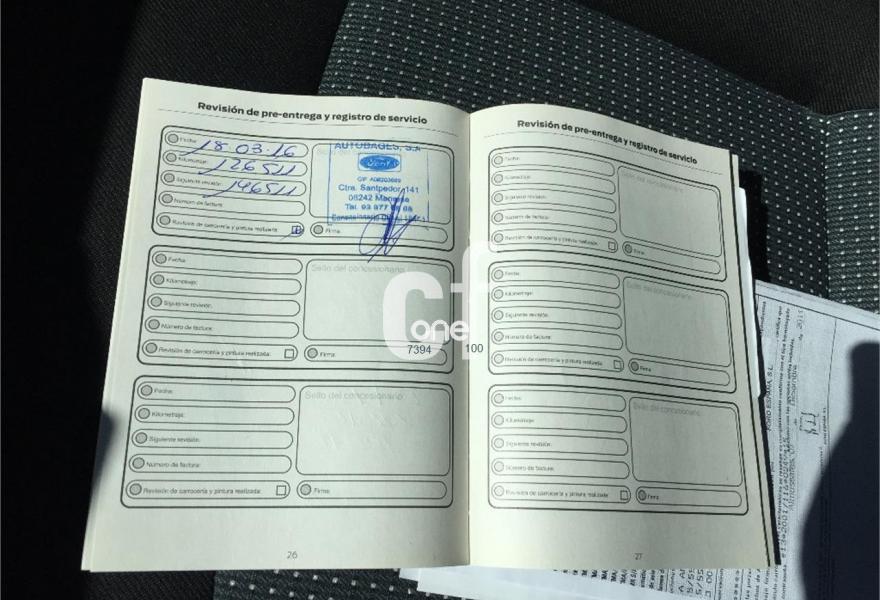 Revisión de pre-entrega y registro de servicio
Fecha: 18.03.16
Kilometraje: 126511
Siguiente revisión: 146511
Número de factura:
Revisión de carrocería y pintura realizada:
AUTOBAGES, S.A
Ford
Ctra. Santpedor, 141
08242 Manresa
Firma:
Fecha:
Kilometraje:
Siguiente revisión:
Número de factura:
Revisión de carrocería y pintura realizada:
Sello del concesionario
Firma:
Fecha:
Kilometraje:
Siguiente revisión:
Número de factura:
Revisión de carrocería y pintura realizada:
Sello del concesionario
Firma:
26
Revisión de pre-entrega y registro de servicio
Fecha:
Kilometraje:
Siguiente revisión:
Número de factura:
Revisión de carrocería y pintura realizada:
Sello del concesionario
Firma:
Fecha:
Kilometraje:
Siguiente revisión:
Número de factura:
Revisión de carrocería y pintura realizada:
Sello del concesionario
Firma:
Fecha:
Kilometraje:
Siguiente revisión:
Número de factura:
Revisión de carrocería y pintura realizada:
Sello del concesionario
Firma:
27
cf
one
7394 100
FORD ESPAÑA, S.L.